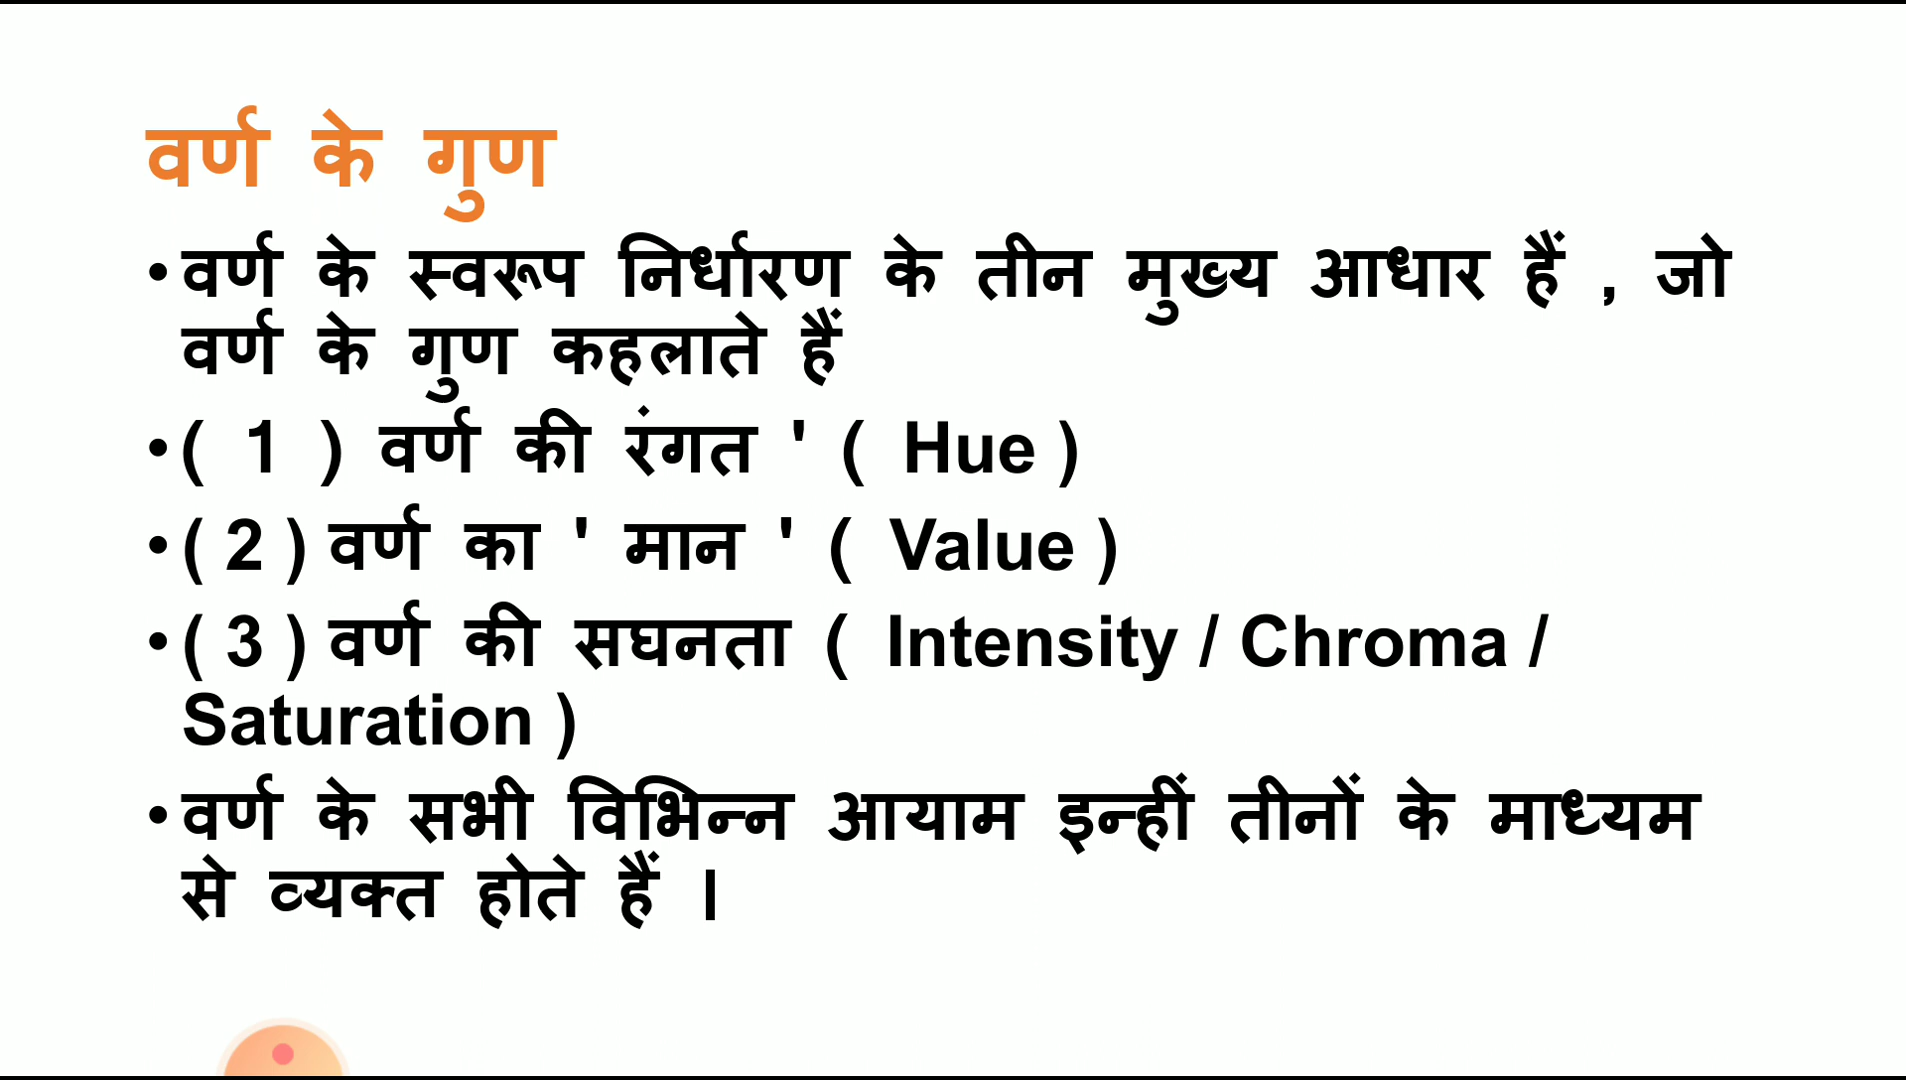 वर्ण के गुण
•वर्ण के स्वरूप निर्धारण के तीन मुख्य आधार हैं , जो
वर्ण के गुण कहलाते हैं
•( 1 ) वर्ण की रंगत ' ( Hue )
•( 2 ) वर्ण का ' मान ' ( Value )
•( 3 ) वर्ण की सघनता ( Intensity / Chroma /
Saturation )
•वर्ण के सभी विभिन्न आयाम इन्हीं तीनों के माध्यम
से व्यक्त होते हैं ।